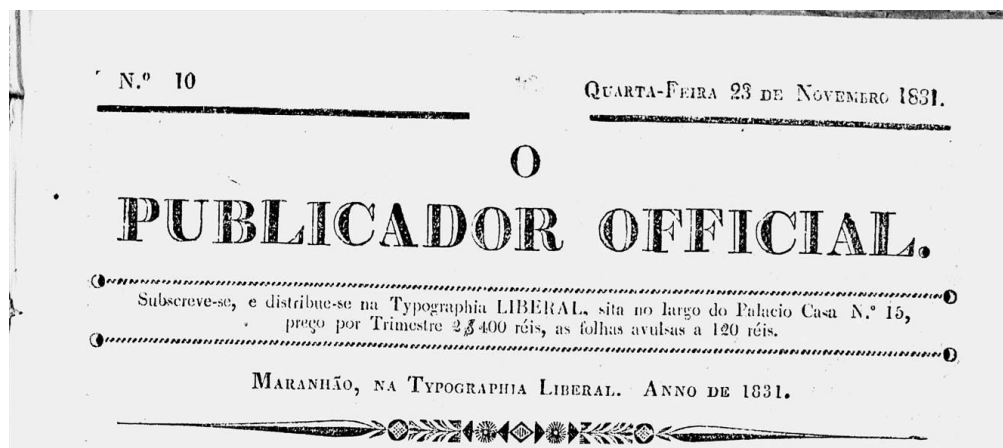 N.º 10
QUARTA-FEIRA 23 DE NOVEMBRO 1831.
O
PUBLICADOR OFFICIAL.
Subscreve-se, e distribue-se na Typographia LIBERAL, sita no largo do Palacio Casa N.º 15,
preço por Trimestre 2$400 réis, as folhas avulsas a 120 réis.
MARANHÃO, NA TYPOGRAPHIA LIBERAL. ANNO DE 1831.